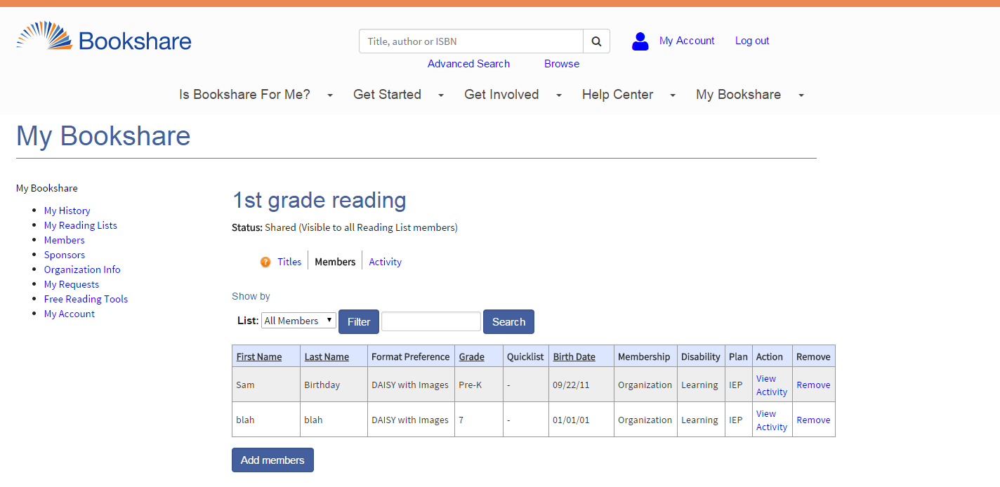 Bookshare
Title, author or ISBN
My Account
Log out
Advanced Search
Browse
Is Bookshare For Me?
Get Started
Get Involved
Help Center
My Bookshare
My Bookshare
My Bookshare
My History
My Reading Lists
Members
Sponsors
Organization Info
My Requests
Free Reading Tools
My Account
1st grade reading
Status: Shared (Visible to all Reading List members)
? Titles Members Activity
Show by
List: All Members Filter Search
First Name Last Name Format Preference Grade Quicklist Birth Date Membership Disability Plan Action Remove
Sam Birthday DAISY with Images Pre-K - 09/22/11 Organization Learning IEP View Activity Remove
blah blah DAISY with Images 7 - 01/01/01 Organization Learning IEP View Activity Remove
Add members